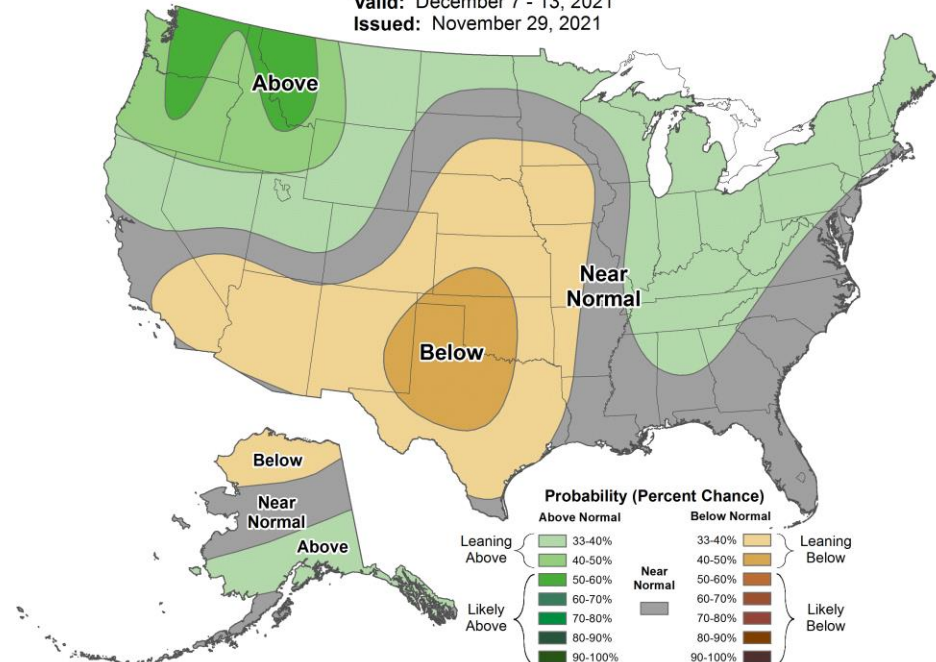 Valid: December 7 - 13, 2021
Issued: November 29, 2021
Above
Near
Normal
Below
Below
Near
Normal
Above
Probability (Percent Chance)
Above Normal
Below Normal
Leaning
Above
33-40%
40-50%
Likely
Above
50-60%
60-70%
70-80%
80-90%
90-100%
Near
Normal
33-40%
40-50%
Leaning
Below
50-60%
60-70%
70-80%
80-90%
90-100%
Likely
Below